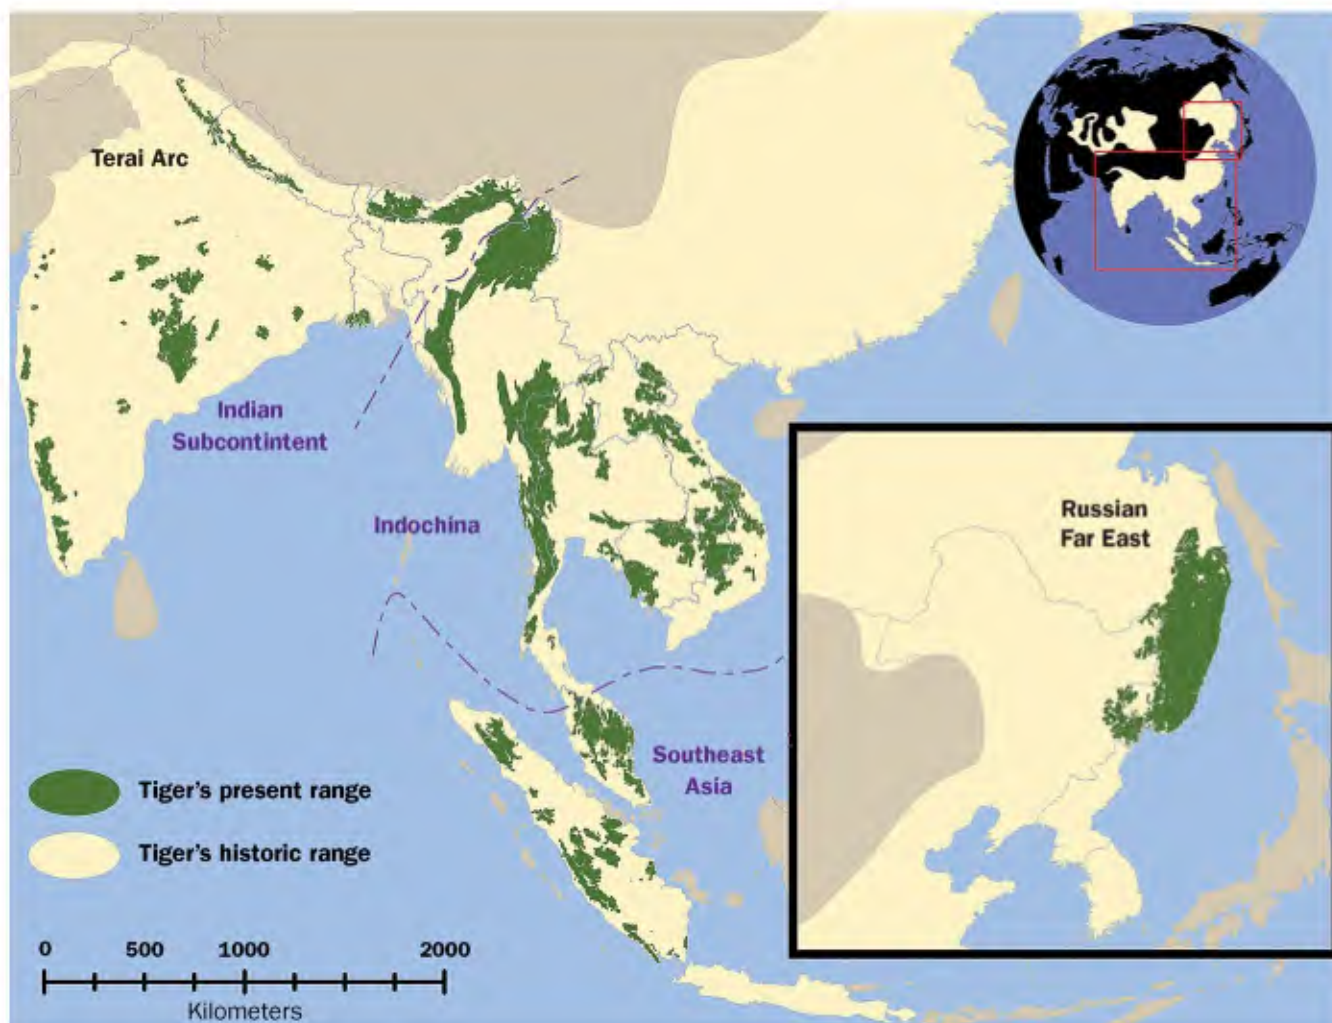 Terai Arc
Indian
Subcontintent
Indochina
Russian
Far East
Southeast
Asia
Tiger's present range
Tiger's historic range
0 500 1000 2000
Kilometers